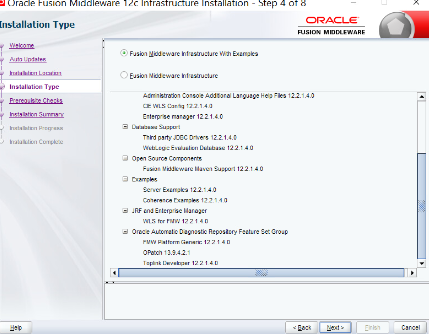 Oracle Fusion Middleware 12c Infrastructure Installation - Step 4 of 8
Installation Type
ORACLE
FUSION MIDDLEWARE
Welcome
Auto Updates
Installation Location
Installation Type
Prerequisite Checks
Installation Summary
Installation Progress
Installation Complete
Fusion Middleware Infrastructure With Examples
Fusion Middleware Infrastructure
Administration Console Additional Language Help Files 12.2.1.4.0
CIE WLS Config 12.2.1.4.0
Enterprise manager 12.2.1.4.0
Database Support
Third party JDBC Drivers 12.2.1.4.0
WebLogic Evaluation Database 12.2.1.4.0
Open Source Components
Fusion Middleware Maven Support 12.2.1.4.0
Examples
Server Examples 12.2.1.4.0
Coherence Examples 12.2.1.4.0
JRF and Enterprise Manager
WLS for FMW 12.2.1.4.0
Oracle Automatic Diagnostic Repository Feature Set Group
FMW Platform Generic 12.2.1.4.0
OPatch 13.9.4.2.1
Toplink Developer 12.2.1.4.0
Help
< Back
Next >
Finish
Cancel